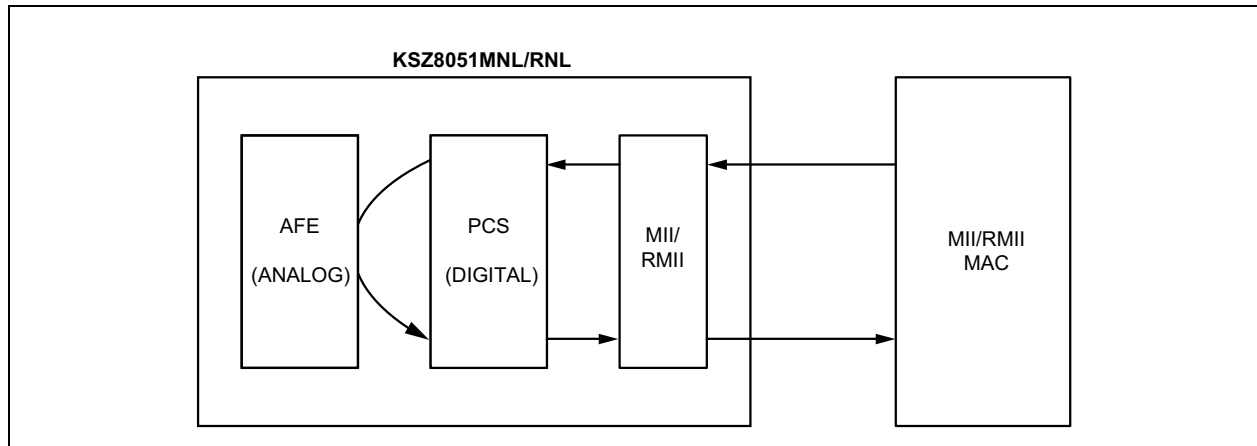 KSZ8051MNL/RNL
AFE
(ANALOG)
PCS
(DIGITAL)
MII/
RMII
MII/RMII
MAC